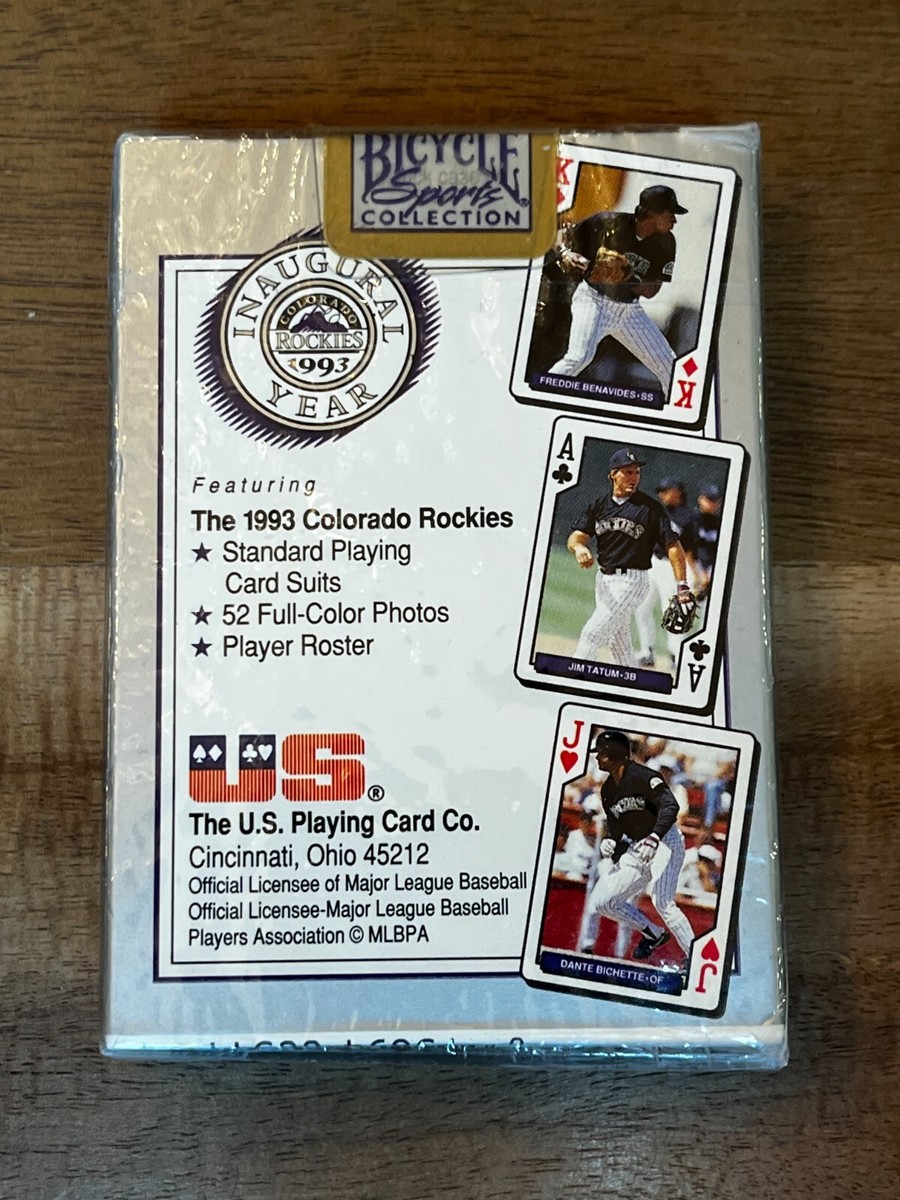 BICYCLE
Sports
COLLECTION
®
INAUGURAL
COLORADO
ROCKIES
1993
YEAR
K
FREDDIE BENAVIDES•SS
K
Featuring
The 1993 Colorado Rockies
★ Standard Playing
Card Suits
★ 52 Full-Color Photos
★ Player Roster
A
ROCKIES
JIM TATUM•3B
A
US®
The U.S. Playing Card Co.
Cincinnati, Ohio 45212
Official Licensee of Major League Baseball
Official Licensee-Major League Baseball
Players Association © MLBPA
J
DANTE BICHETTE•OF
J